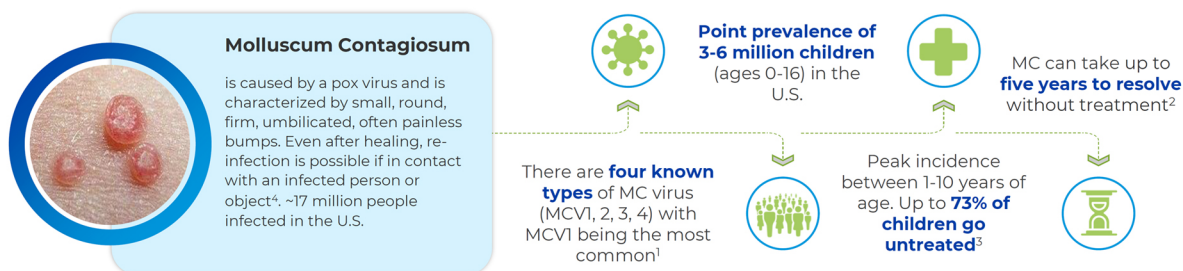 Molluscum Contagiosum
is caused by a pox virus and is
characterized by small, round,
firm, umbilicated, often painless
bumps. Even after healing, re-
infection is possible if in contact
with an infected person or
object⁴. ~17 million people
infected in the U.S.
There are four known
types of MC virus
(MCV1, 2, 3, 4) with
MCV1 being the most
common¹
Point prevalence of
3-6 million children
(ages 0-16) in the
U.S.
Peak incidence
between 1-10 years of
age. Up to 73% of
children go
untreated³
MC can take up to
five years to resolve
without treatment²